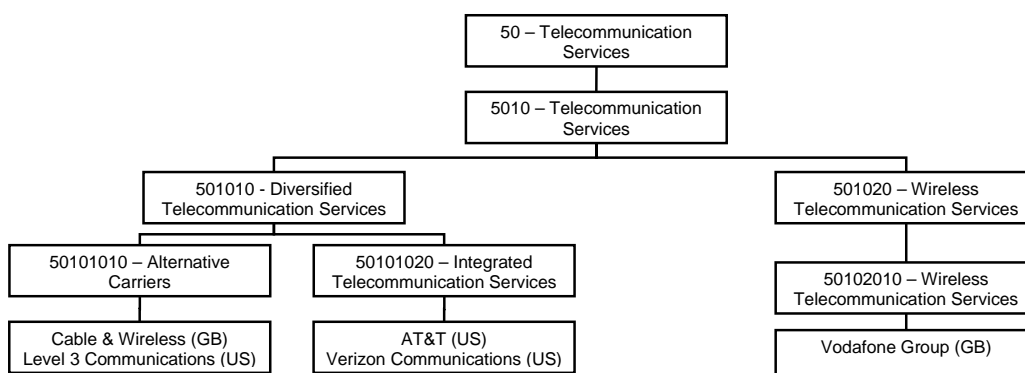 50 – Telecommunication
Services
5010 – Telecommunication
Services
501010 - Diversified
Telecommunication Services
501020 – Wireless
Telecommunication Services
50101010 – Alternative
Carriers
50101020 – Integrated
Telecommunication Services
50102010 – Wireless
Telecommunication Services
Cable & Wireless (GB)
Level 3 Communications (US)
AT&T (US)
Verizon Communications (US)
Vodafone Group (GB)